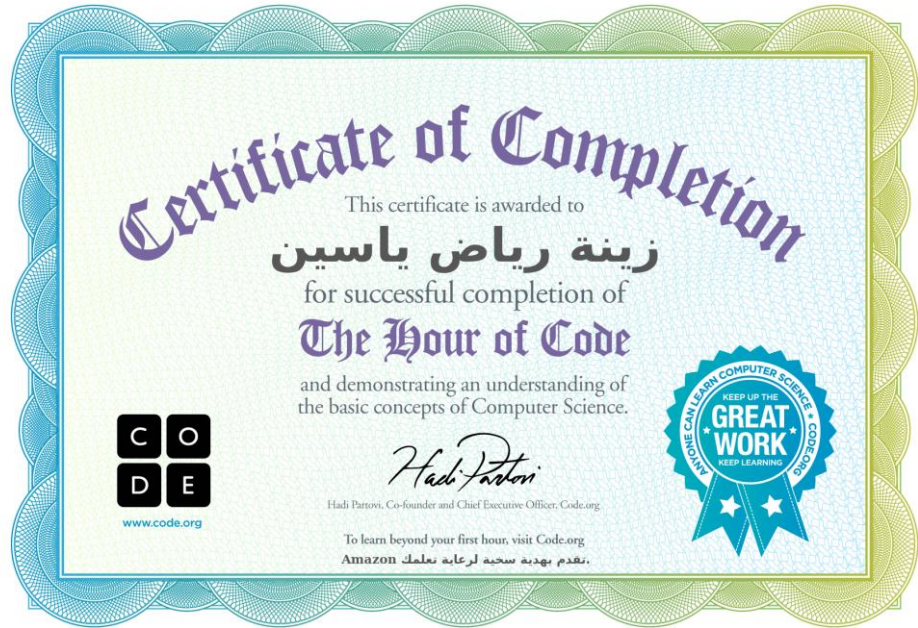 Certificate of Completion
This certificate is awarded to
زينة رياض ياسين
for successful completion of
The Hour of Code
and demonstrating an understanding of
the basic concepts of Computer Science.
Hadi Partovi
Hadi Partovi, Co-founder and Chief Executive Officer, Code.org
To learn beyond your first hour, visit Code.org
Amazon تقدم بهدية سخية لرعاية تعلمك.
C O
D E
www.code.org
ANYONE CAN LEARN COMPUTER SCIENCE • CODE.ORG
KEEP UP THE
GREAT
WORK
KEEP LEARNING